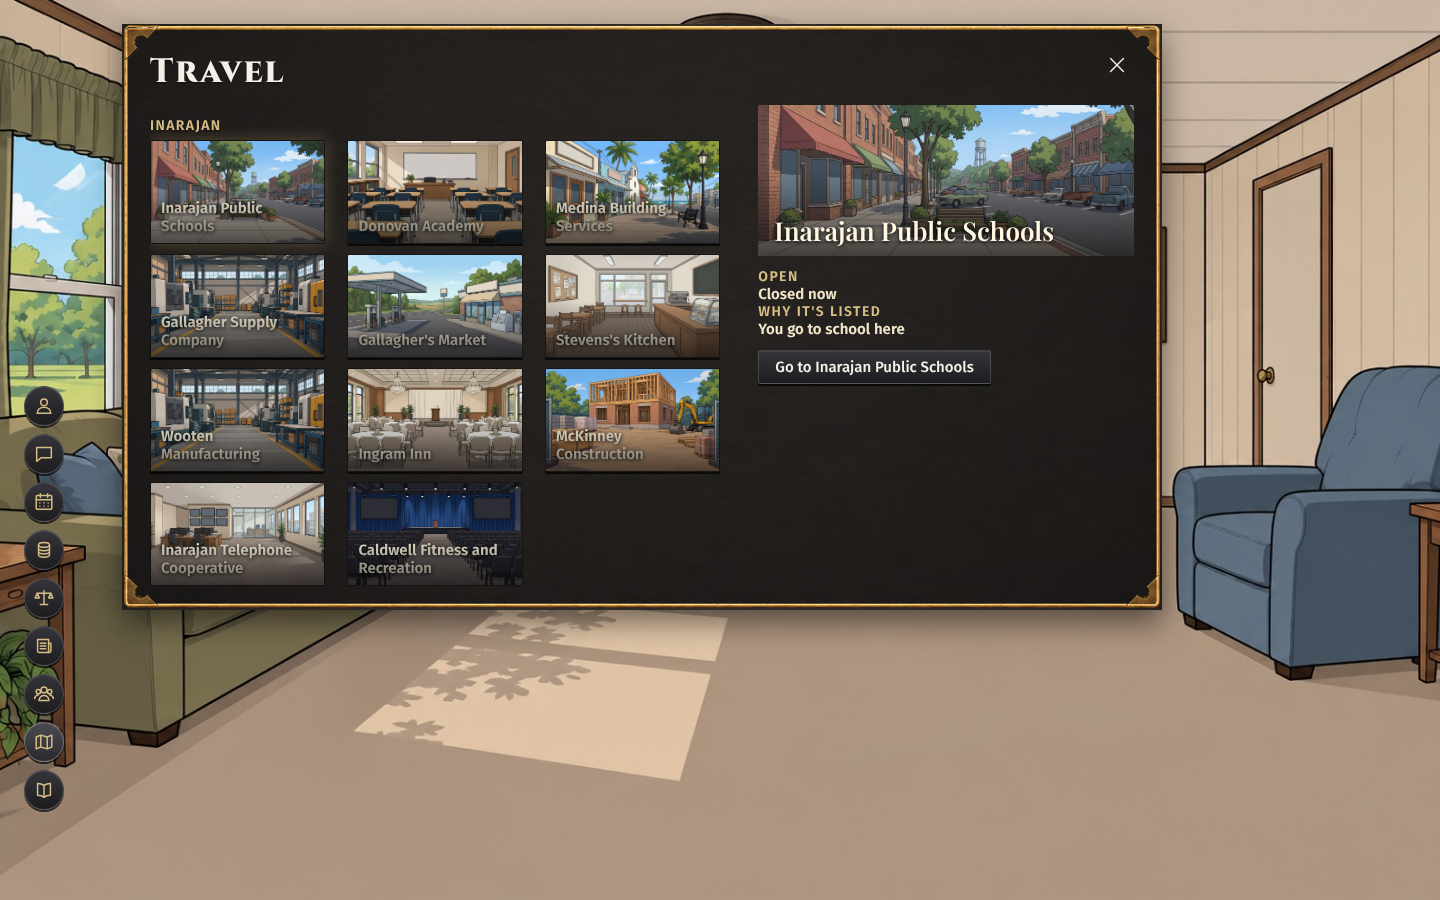 TRAVEL
INARAJAN
Inarajan Public
Schools
Donovan Academy
Medina Building
Services
Gallagher Supply
Company
Gallagher's Market
Stevens's Kitchen
Wooten
Manufacturing
Ingram Inn
McKinney
Construction
Inarajan Telephone
Cooperative
Caldwell Fitness and
Recreation
Inarajan Public Schools
OPEN
Closed now
WHY IT'S LISTED
You go to school here
Go to Inarajan Public Schools